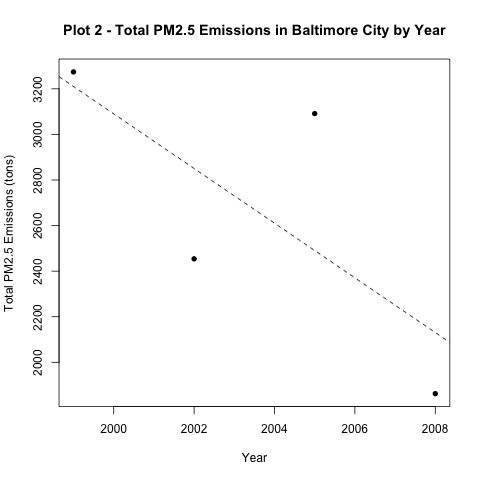 Plot 2 - Total PM2.5 Emissions in Baltimore City by Year
Total PM2.5 Emissions (tons)
3200
3000
2800
2600
2400
2200
2000
2000 2002 2004 2006 2008
Year